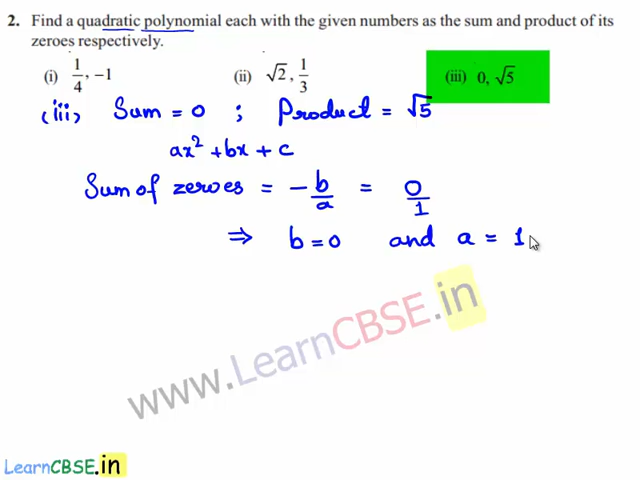 2. Find a quadratic polynomial each with the given numbers as the sum and product of its
zeroes respectively.
(i) 1/4, −1 (ii) √2, 1/3 (iii) 0, √5
(iii) Sum = 0 ; Product = √5
ax² + bx + c
Sum of zeroes = −b/a = 0/1
⇒ b = 0 and a = 1
www.LearnCBSE.in
LearnCBSE.in